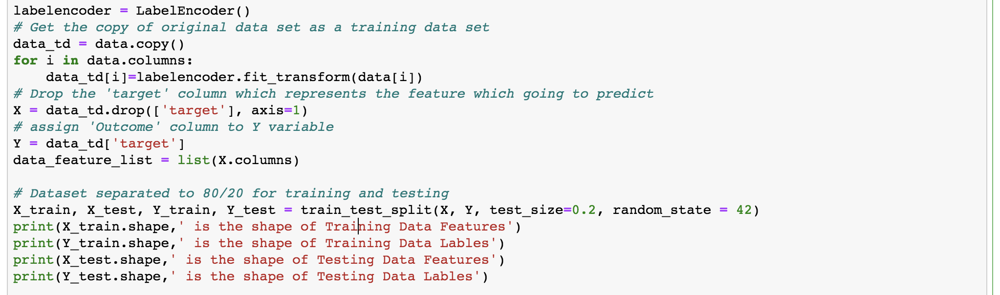 labelencoder = LabelEncoder()
# Get the copy of original data set as a training data set
data_td = data.copy()
for i in data.columns:
    data_td[i]=labelencoder.fit_transform(data[i])
# Drop the 'target' column which represents the feature which going to predict
X = data_td.drop(['target'], axis=1)
# assign 'Outcome' column to Y variable
Y = data_td['target']
data_feature_list = list(X.columns)

# Dataset separated to 80/20 for training and testing
X_train, X_test, Y_train, Y_test = train_test_split(X, Y, test_size=0.2, random_state = 42)
print(X_train.shape,' is the shape of Training Data Features')
print(Y_train.shape,' is the shape of Training Data Lables')
print(X_test.shape,' is the shape of Testing Data Features')
print(Y_test.shape,' is the shape of Testing Data Lables')